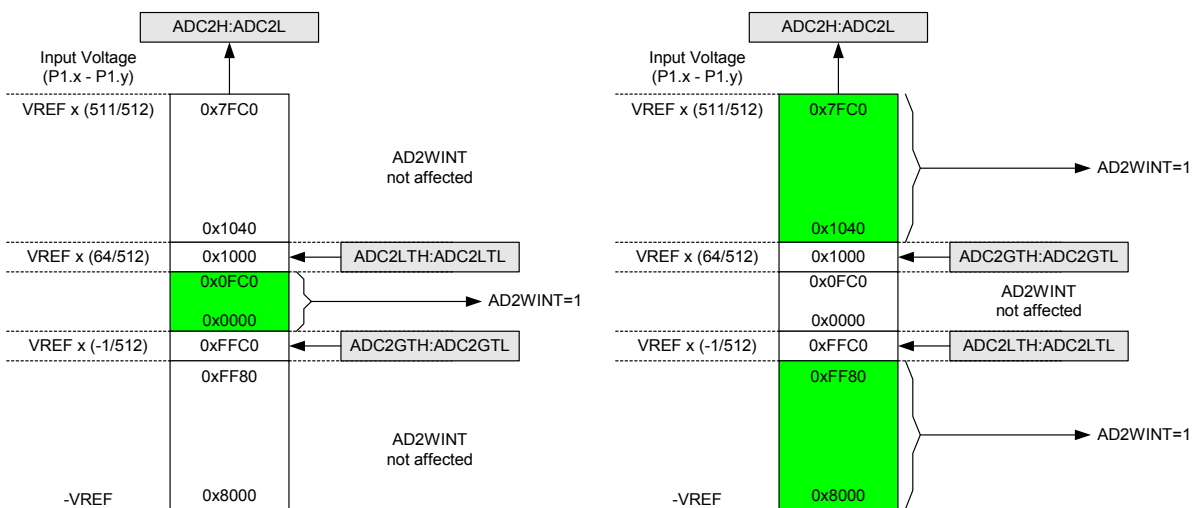 ADC2H:ADC2L
Input Voltage
(P1.x - P1.y)
VREF x (511/512)
0x7FC0
AD2WINT
not affected
0x1040
VREF x (64/512)
0x1000
ADC2LTH:ADC2LTL
0x0FC0
AD2WINT=1
0x0000
VREF x (-1/512)
0xFFC0
ADC2GTH:ADC2GTL
0xFF80
AD2WINT
not affected
-VREF
0x8000
ADC2H:ADC2L
Input Voltage
(P1.x - P1.y)
VREF x (511/512)
0x7FC0
AD2WINT=1
0x1040
VREF x (64/512)
0x1000
ADC2GTH:ADC2GTL
0x0FC0
AD2WINT
not affected
0x0000
VREF x (-1/512)
0xFFC0
ADC2LTH:ADC2LTL
0xFF80
AD2WINT=1
-VREF
0x8000